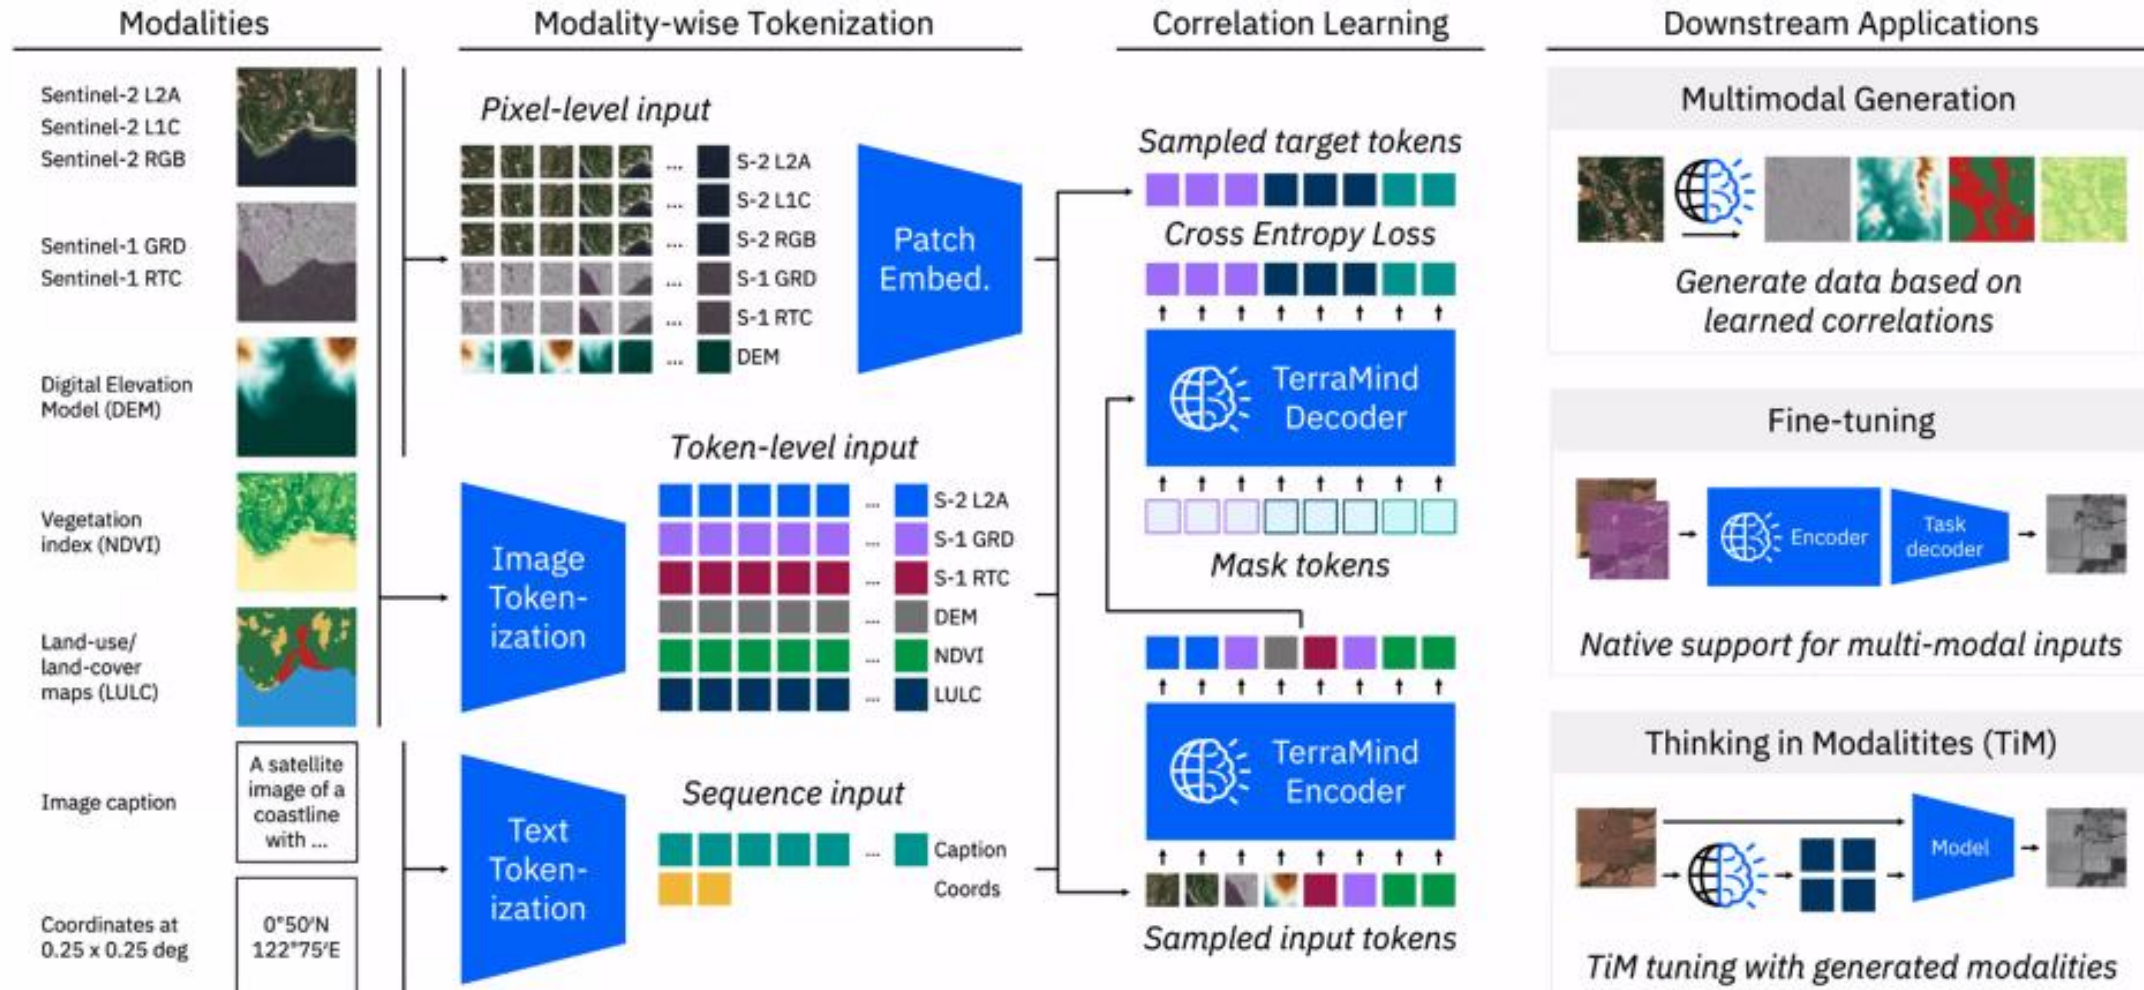 Modalities
Modality-wise Tokenization
Correlation Learning
Downstream Applications
Sentinel-2 L2A
Sentinel-2 L1C
Sentinel-2 RGB
Sentinel-1 GRD
Sentinel-1 RTC
Digital Elevation
Model (DEM)
Vegetation
index (NDVI)
Land-use/
land-cover
maps (LULC)
Image caption
A satellite
image of a
coastline
with ...
Coordinates at
0.25 x 0.25 deg
0°50'N
122°75'E
Pixel-level input
... S-2 L2A
... S-2 L1C
... S-2 RGB
... S-1 GRD
... S-1 RTC
... DEM
Patch
Embed.
Token-level input
Image
Token-
ization
... S-2 L2A
... S-1 GRD
... S-1 RTC
... DEM
... NDVI
... LULC
Text
Token-
ization
Sequence input
... Caption
Coords
Sampled target tokens
Cross Entropy Loss
TerraMind
Decoder
Mask tokens
TerraMind
Encoder
Sampled input tokens
Multimodal Generation
Generate data based on
learned correlations
Fine-tuning
Encoder
Task
decoder
Native support for multi-modal inputs
Thinking in Modalitites (TiM)
Model
TiM tuning with generated modalities